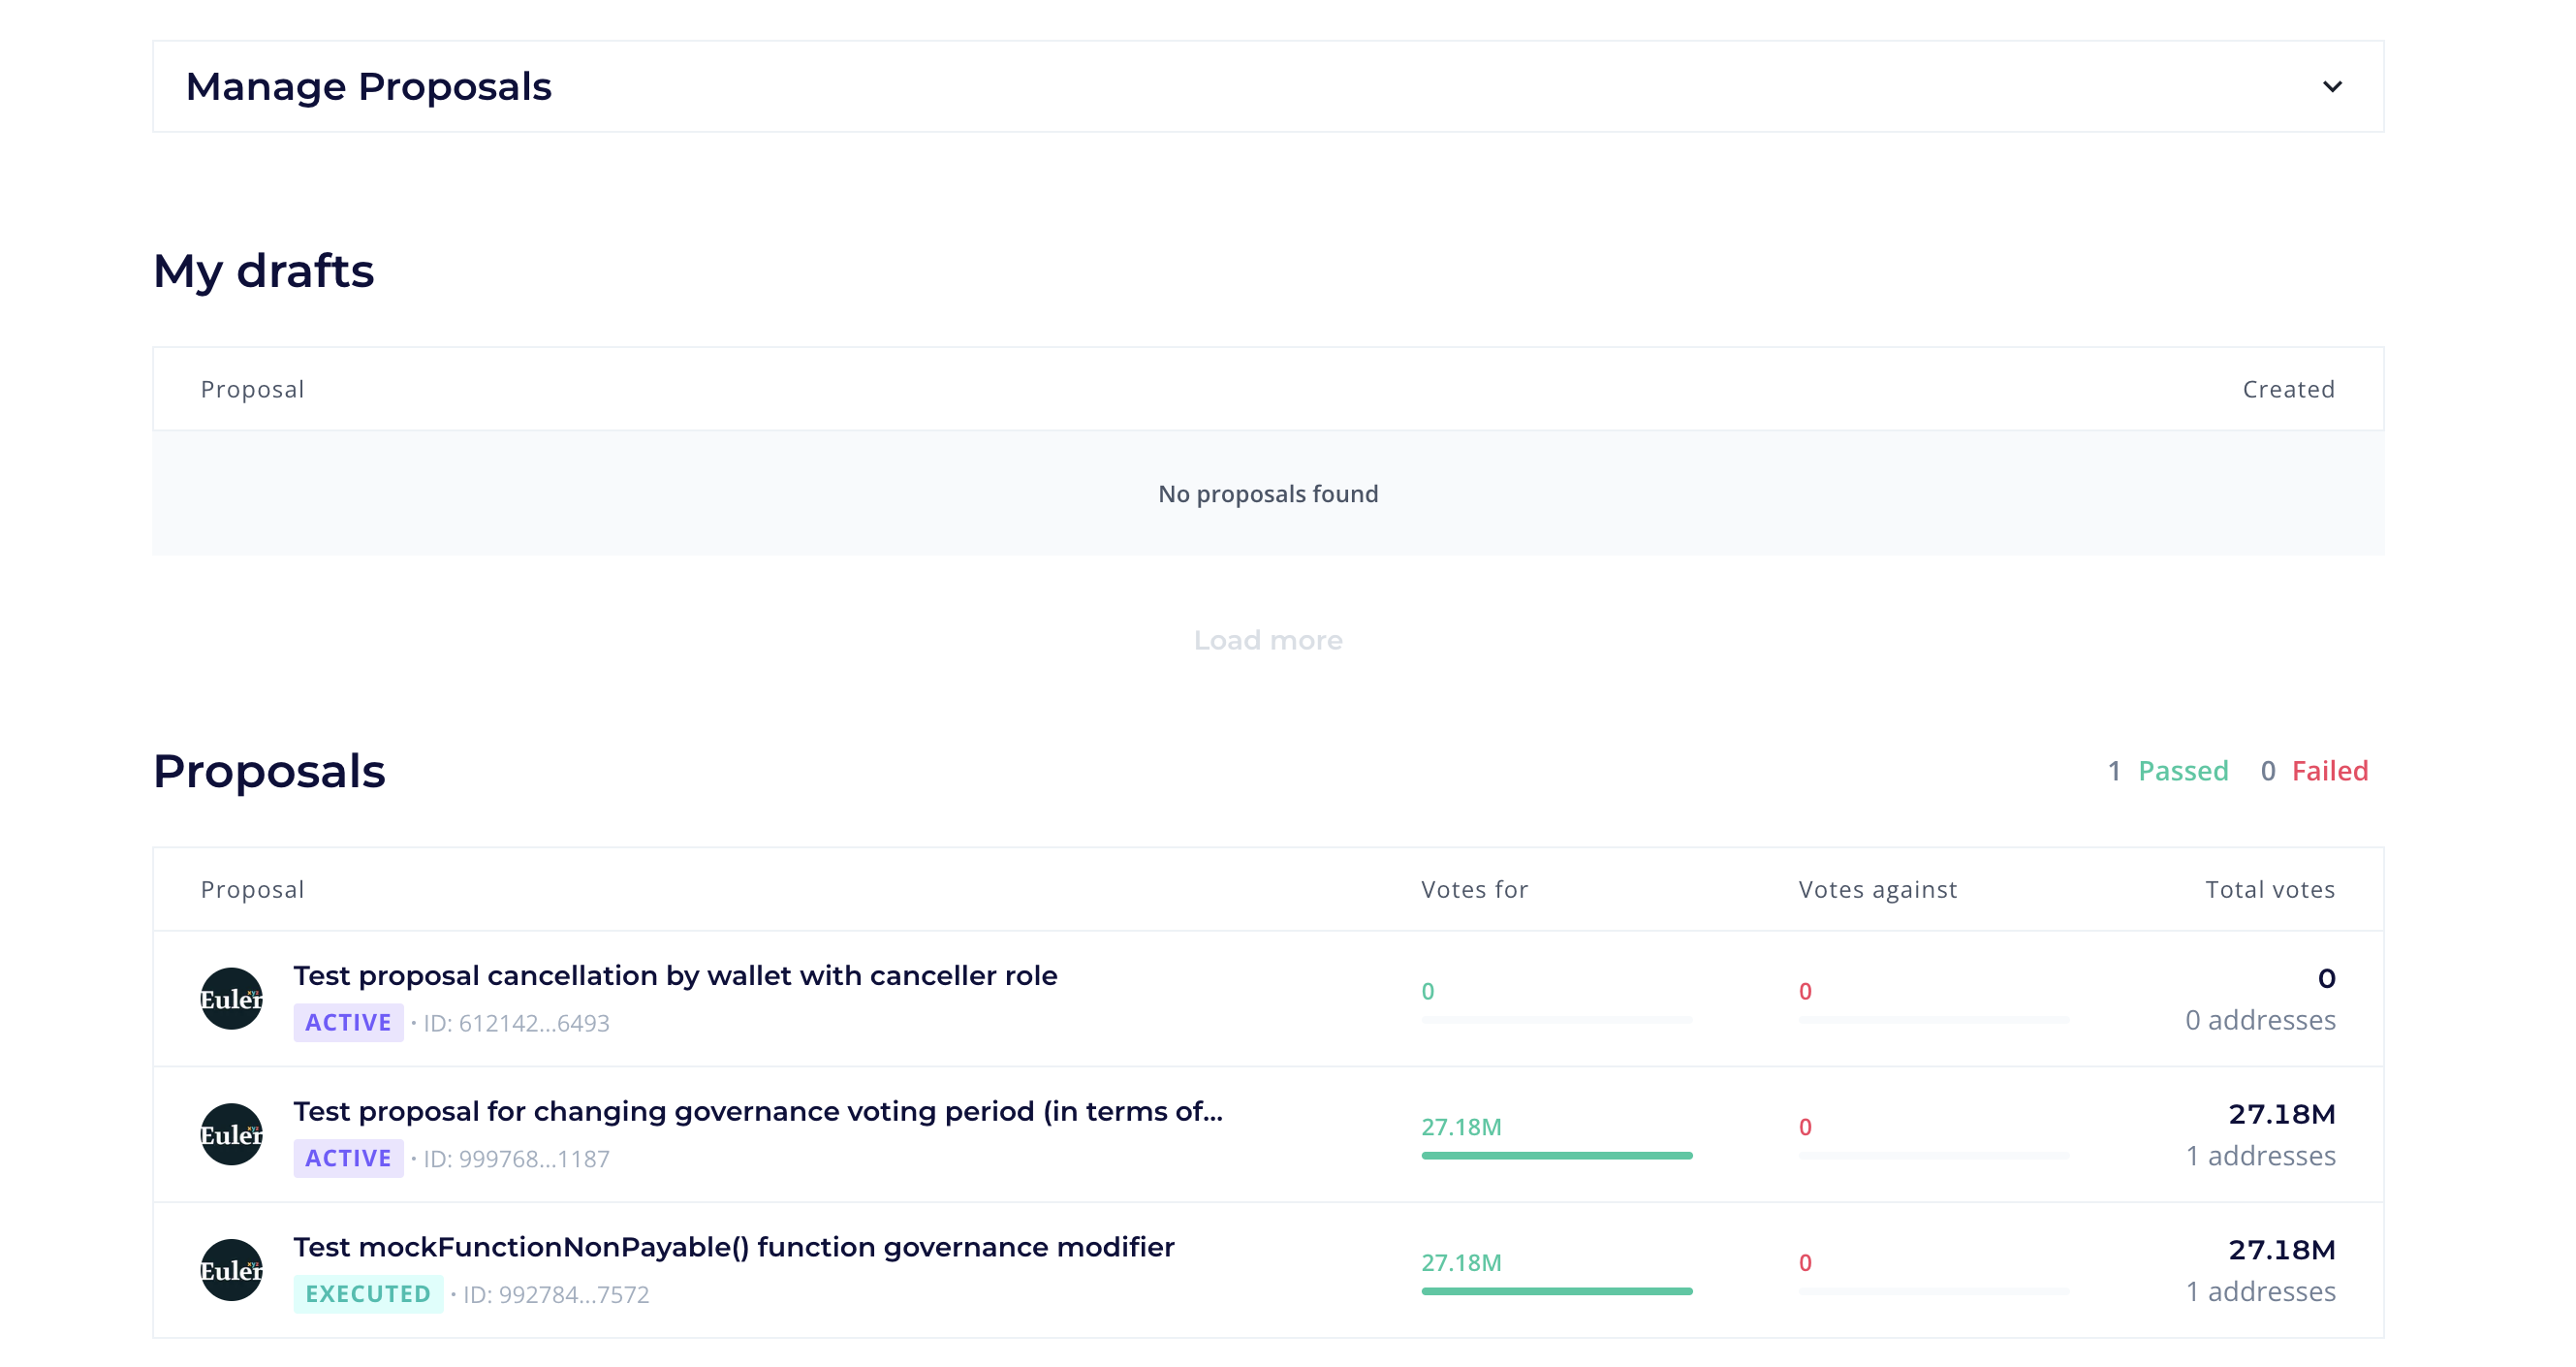 Manage Proposals
My drafts
Proposal Created
No proposals found
Load more
Proposals 1 Passed 0 Failed
Proposal Votes for Votes against Total votes
Euler xyz Test proposal cancellation by wallet with canceller role 0 0 0
ACTIVE · ID: 612142...6493 0 addresses
Euler xyz Test proposal for changing governance voting period (in terms of... 27.18M 0 27.18M
ACTIVE · ID: 999768...1187 1 addresses
Euler xyz Test mockFunctionNonPayable() function governance modifier 27.18M 0 27.18M
EXECUTED · ID: 992784...7572 1 addresses